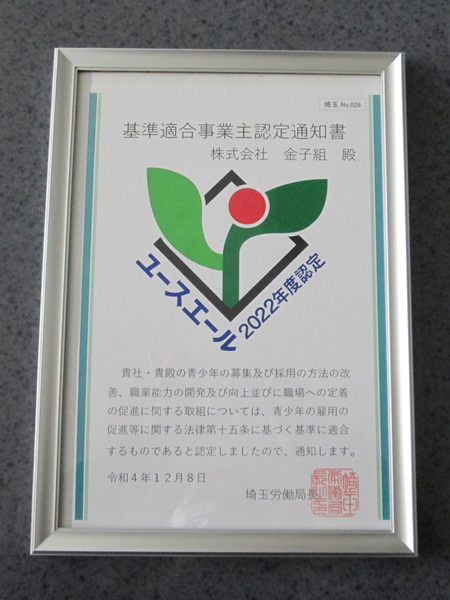 埼玉 No.026
基準適合事業主認定通知書
株式会社 金子組 殿
ユースエール
2022年度認定
貴社・貴殿の青少年の募集及び採用の方法の改
善、職業能力の開発及び向上並びに職場への定着
の促進に関する取組については、青少年の雇用の
促進等に関する法律第十五条に基づく基準に適合
するものであると認定しましたので、通知します。
令和4年12月8日
埼玉労働局長